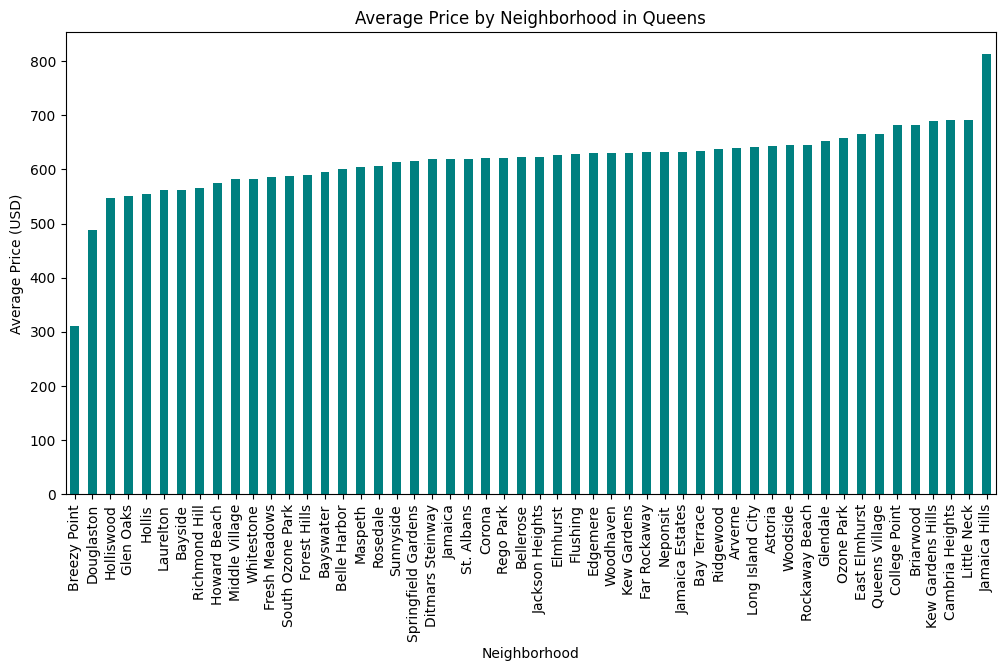 Average Price by Neighborhood in Queens
Average Price (USD)
800
700
600
500
400
300
200
100
0
Breezy Point
Douglaston
Holliswood
Glen Oaks
Hollis
Laurelton
Bayside
Richmond Hill
Howard Beach
Middle Village
Whitestone
Fresh Meadows
South Ozone Park
Forest Hills
Bayswater
Belle Harbor
Maspeth
Rosedale
Sunnyside
Springfield Gardens
Ditmars Steinway
Jamaica
St. Albans
Corona
Rego Park
Bellerose
Jackson Heights
Elmhurst
Flushing
Edgemere
Woodhaven
Kew Gardens
Far Rockaway
Neponsit
Jamaica Estates
Bay Terrace
Ridgewood
Arverne
Long Island City
Astoria
Woodside
Rockaway Beach
Glendale
Ozone Park
East Elmhurst
Queens Village
College Point
Briarwood
Kew Gardens Hills
Cambria Heights
Little Neck
Jamaica Hills
Neighborhood